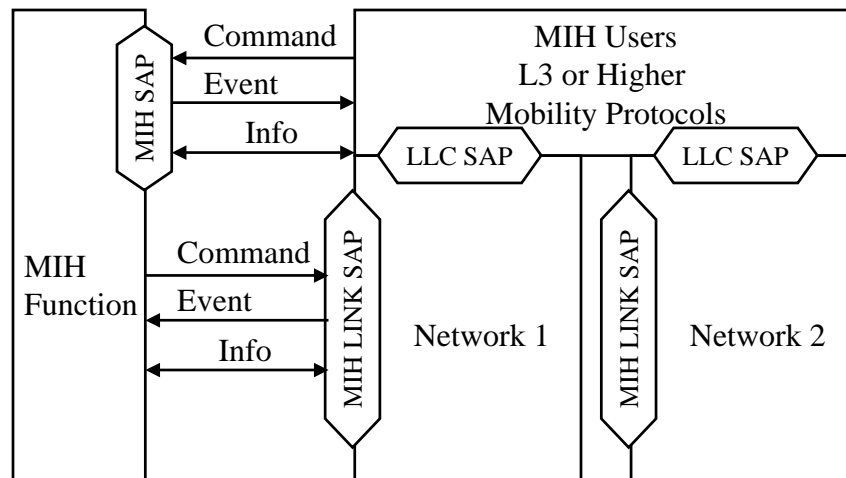 Command
Event
Info
MIH SAP
MIH Users
L3 or Higher
Mobility Protocols
LLC SAP
LLC SAP
MIH
Function
Command
Event
Info
MIH LINK SAP
Network 1
MIH LINK SAP
Network 2